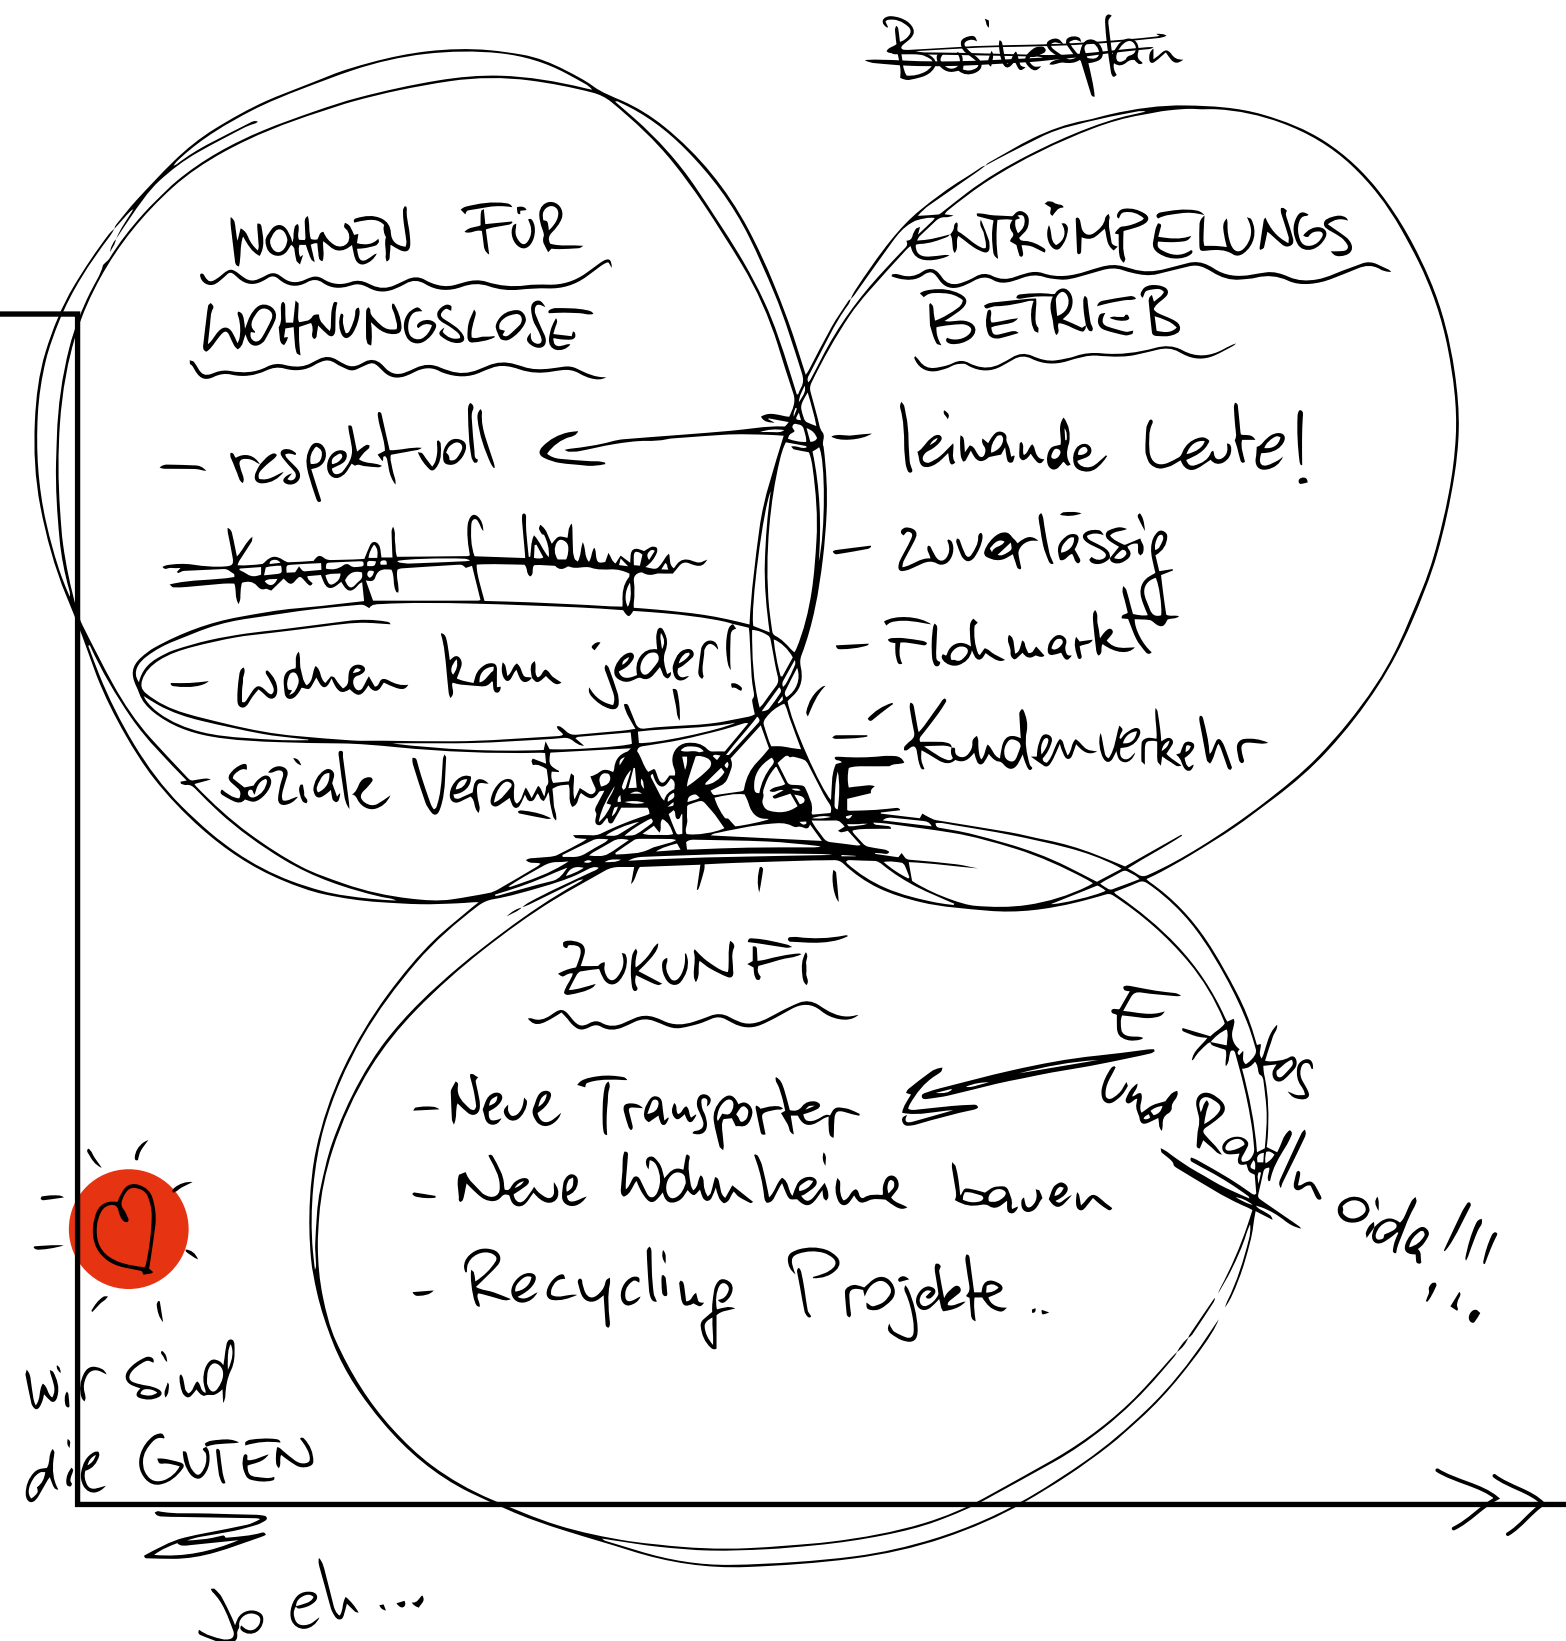 Businessplan
WOHNEN FÜR
WOHNUNGSLOSE
- respektvoll
- Konzept f Wohnungen
- wohnen kann jeder!
- soziale Verantwo
ENTRÜMPELUNGS
BETRIEB
- leiwande Leute!
- zuverlässig
- Flohmarkt
- Kundenverkehr
ARGE
ZUKUNFT
- Neue Transporter
- Neue Wohnheime bauen
- Recycling Projekte..
E-Autos
und Radln oida!!!
wir sind
die GUTEN
Jo eh...